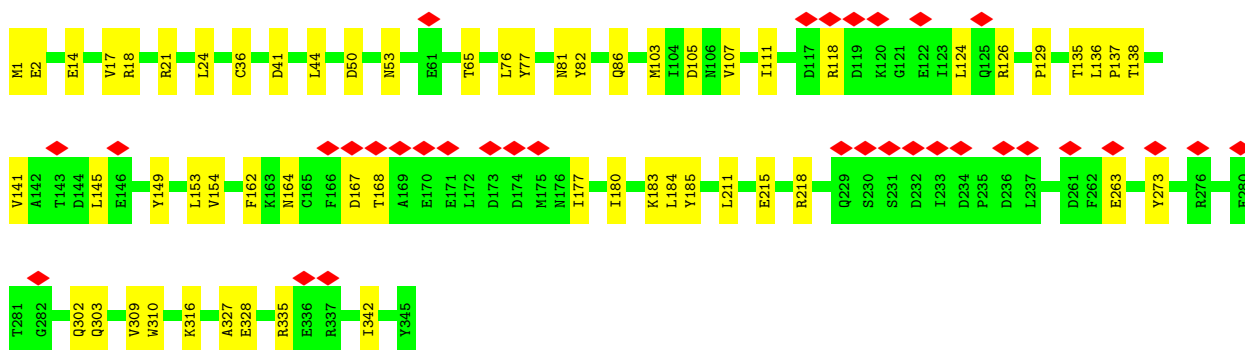 M1 E2 E14 V17 R18 R21 L24 C36 D41 L44 D50 N53 E61 T65 L76 Y77 N81 Y82 Q86 M103 I104 D105 N106 V107 I111 D117 R118 D119 K120 G121 E122 I123 L124 Q125 R126 P129 T135 L136 P137 T138
V141 A142 T143 D144 L145 E146 Y149 L153 V154 F162 K163 N164 C165 F166 D167 T168 A169 E170 E171 L172 D173 D174 M175 N176 I177 I180 K183 L184 Y185 L211 E215 R218 Q229 S230 S231 D232 I233 D234 P235 D236 L237 D261 F262 E263 Y273 R276
T281 G282 Q302 Q303 V309 W310 K316 A327 E328 R335 E336 R337 I342 Y345